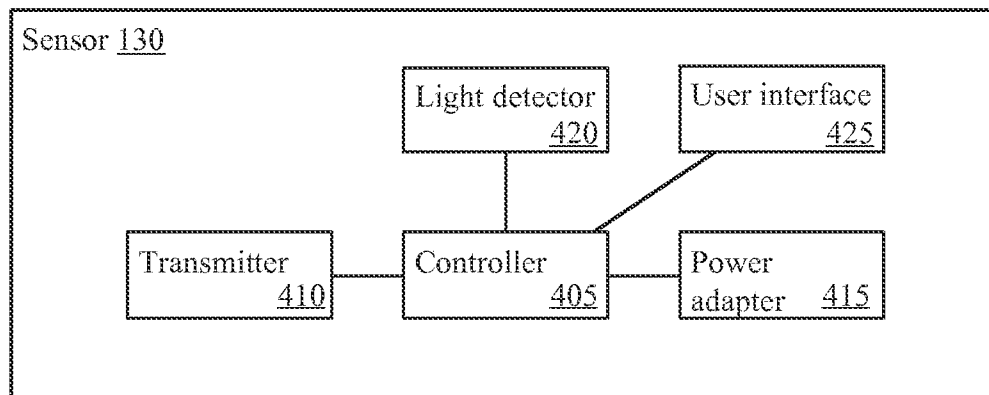 Sensor 130
Light detector
420
User interface
425
Transmitter
410
Controller
405
Power
adapter 415